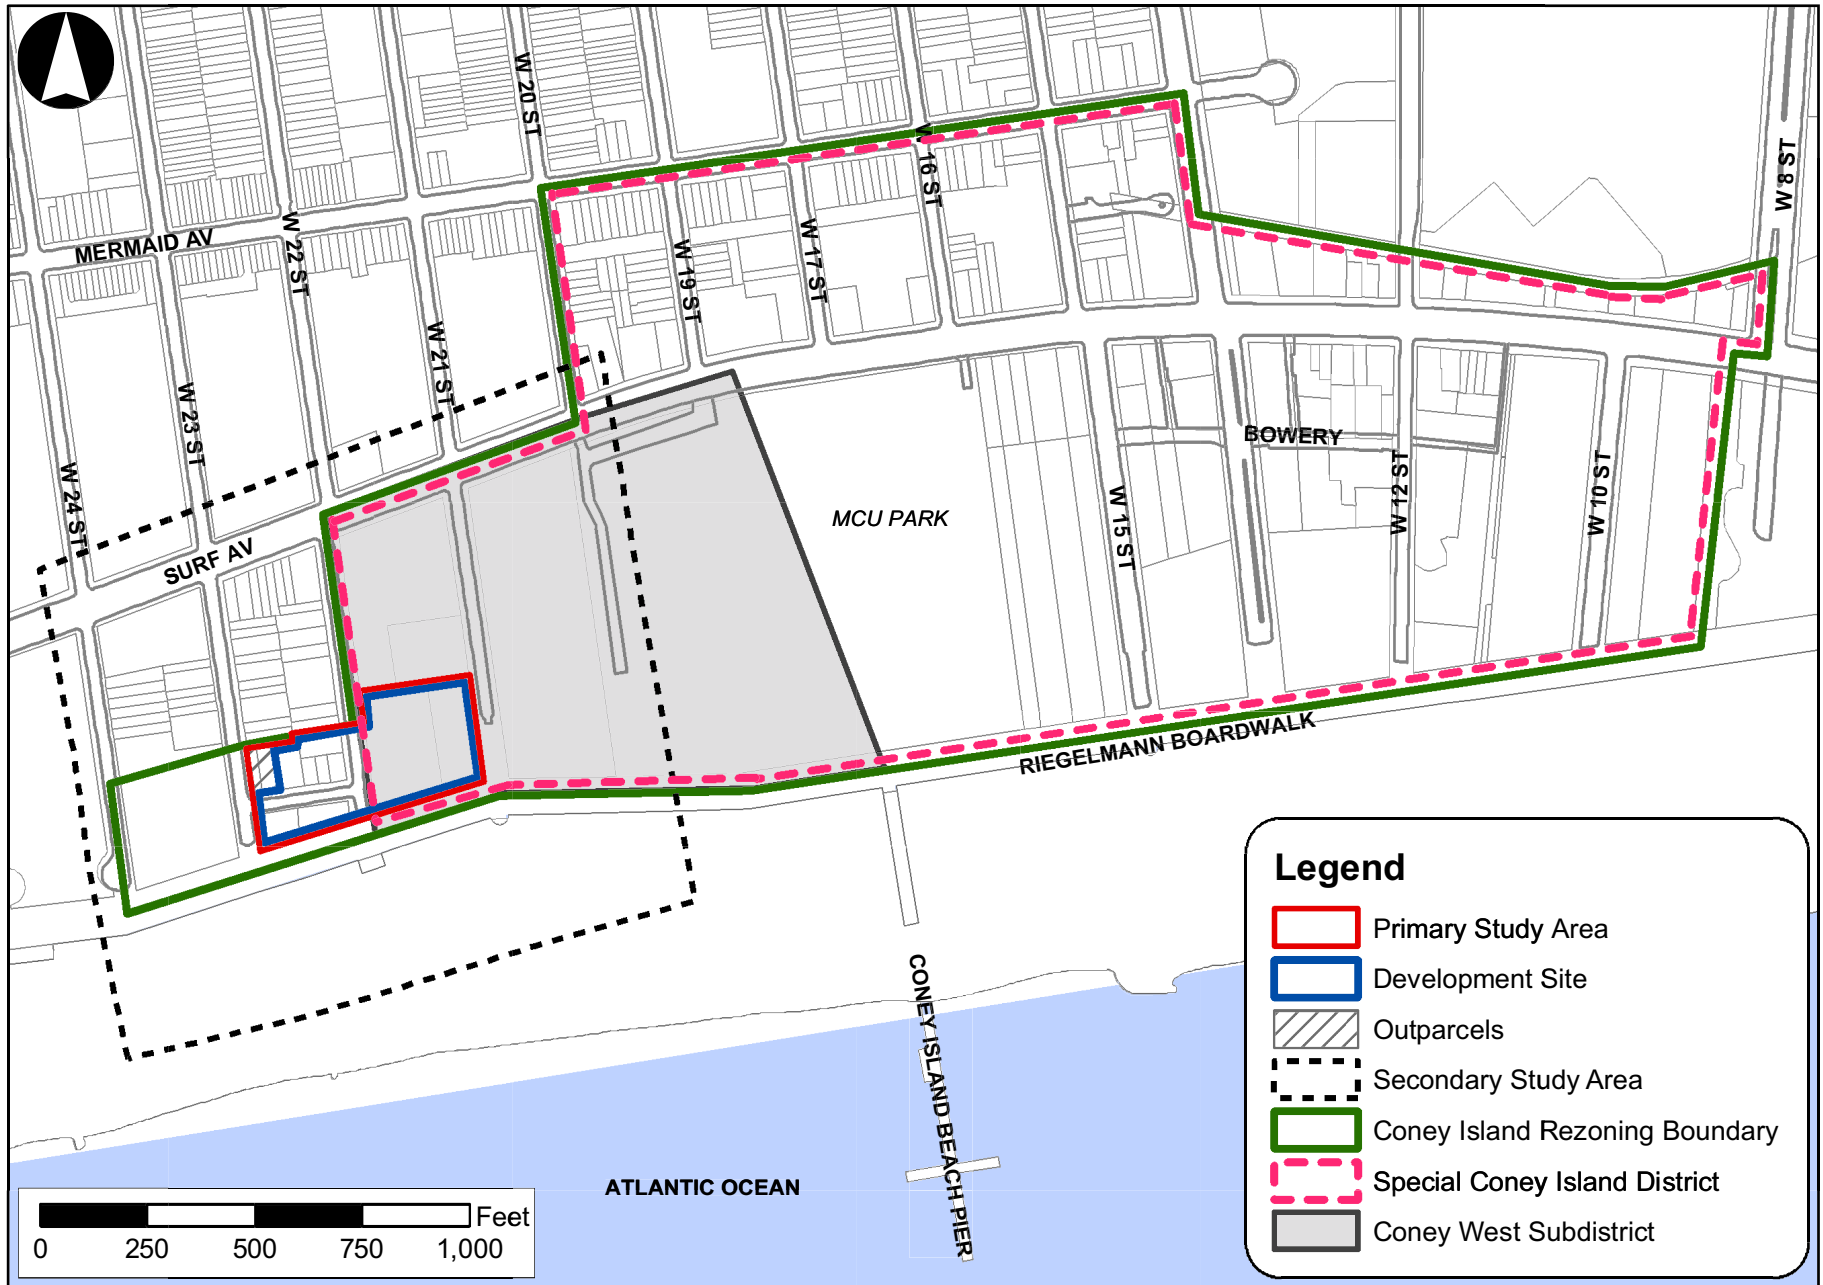 W 20 ST
W 16 ST
W 8 ST
MERMAID AV
W 22 ST
W 19 ST
W 17 ST
W 21 ST
W 23 ST
W 24 ST
BOWERY
MCU PARK
W 15 ST
W 12 ST
W 10 ST
SURF AV
RIEGELMANN BOARDWALK
CONEY ISLAND BEACH PIER
ATLANTIC OCEAN
Legend
Primary Study Area
Development Site
Outparcels
Secondary Study Area
Coney Island Rezoning Boundary
Special Coney Island District
Coney West Subdistrict
Feet
0 250 500 750 1,000